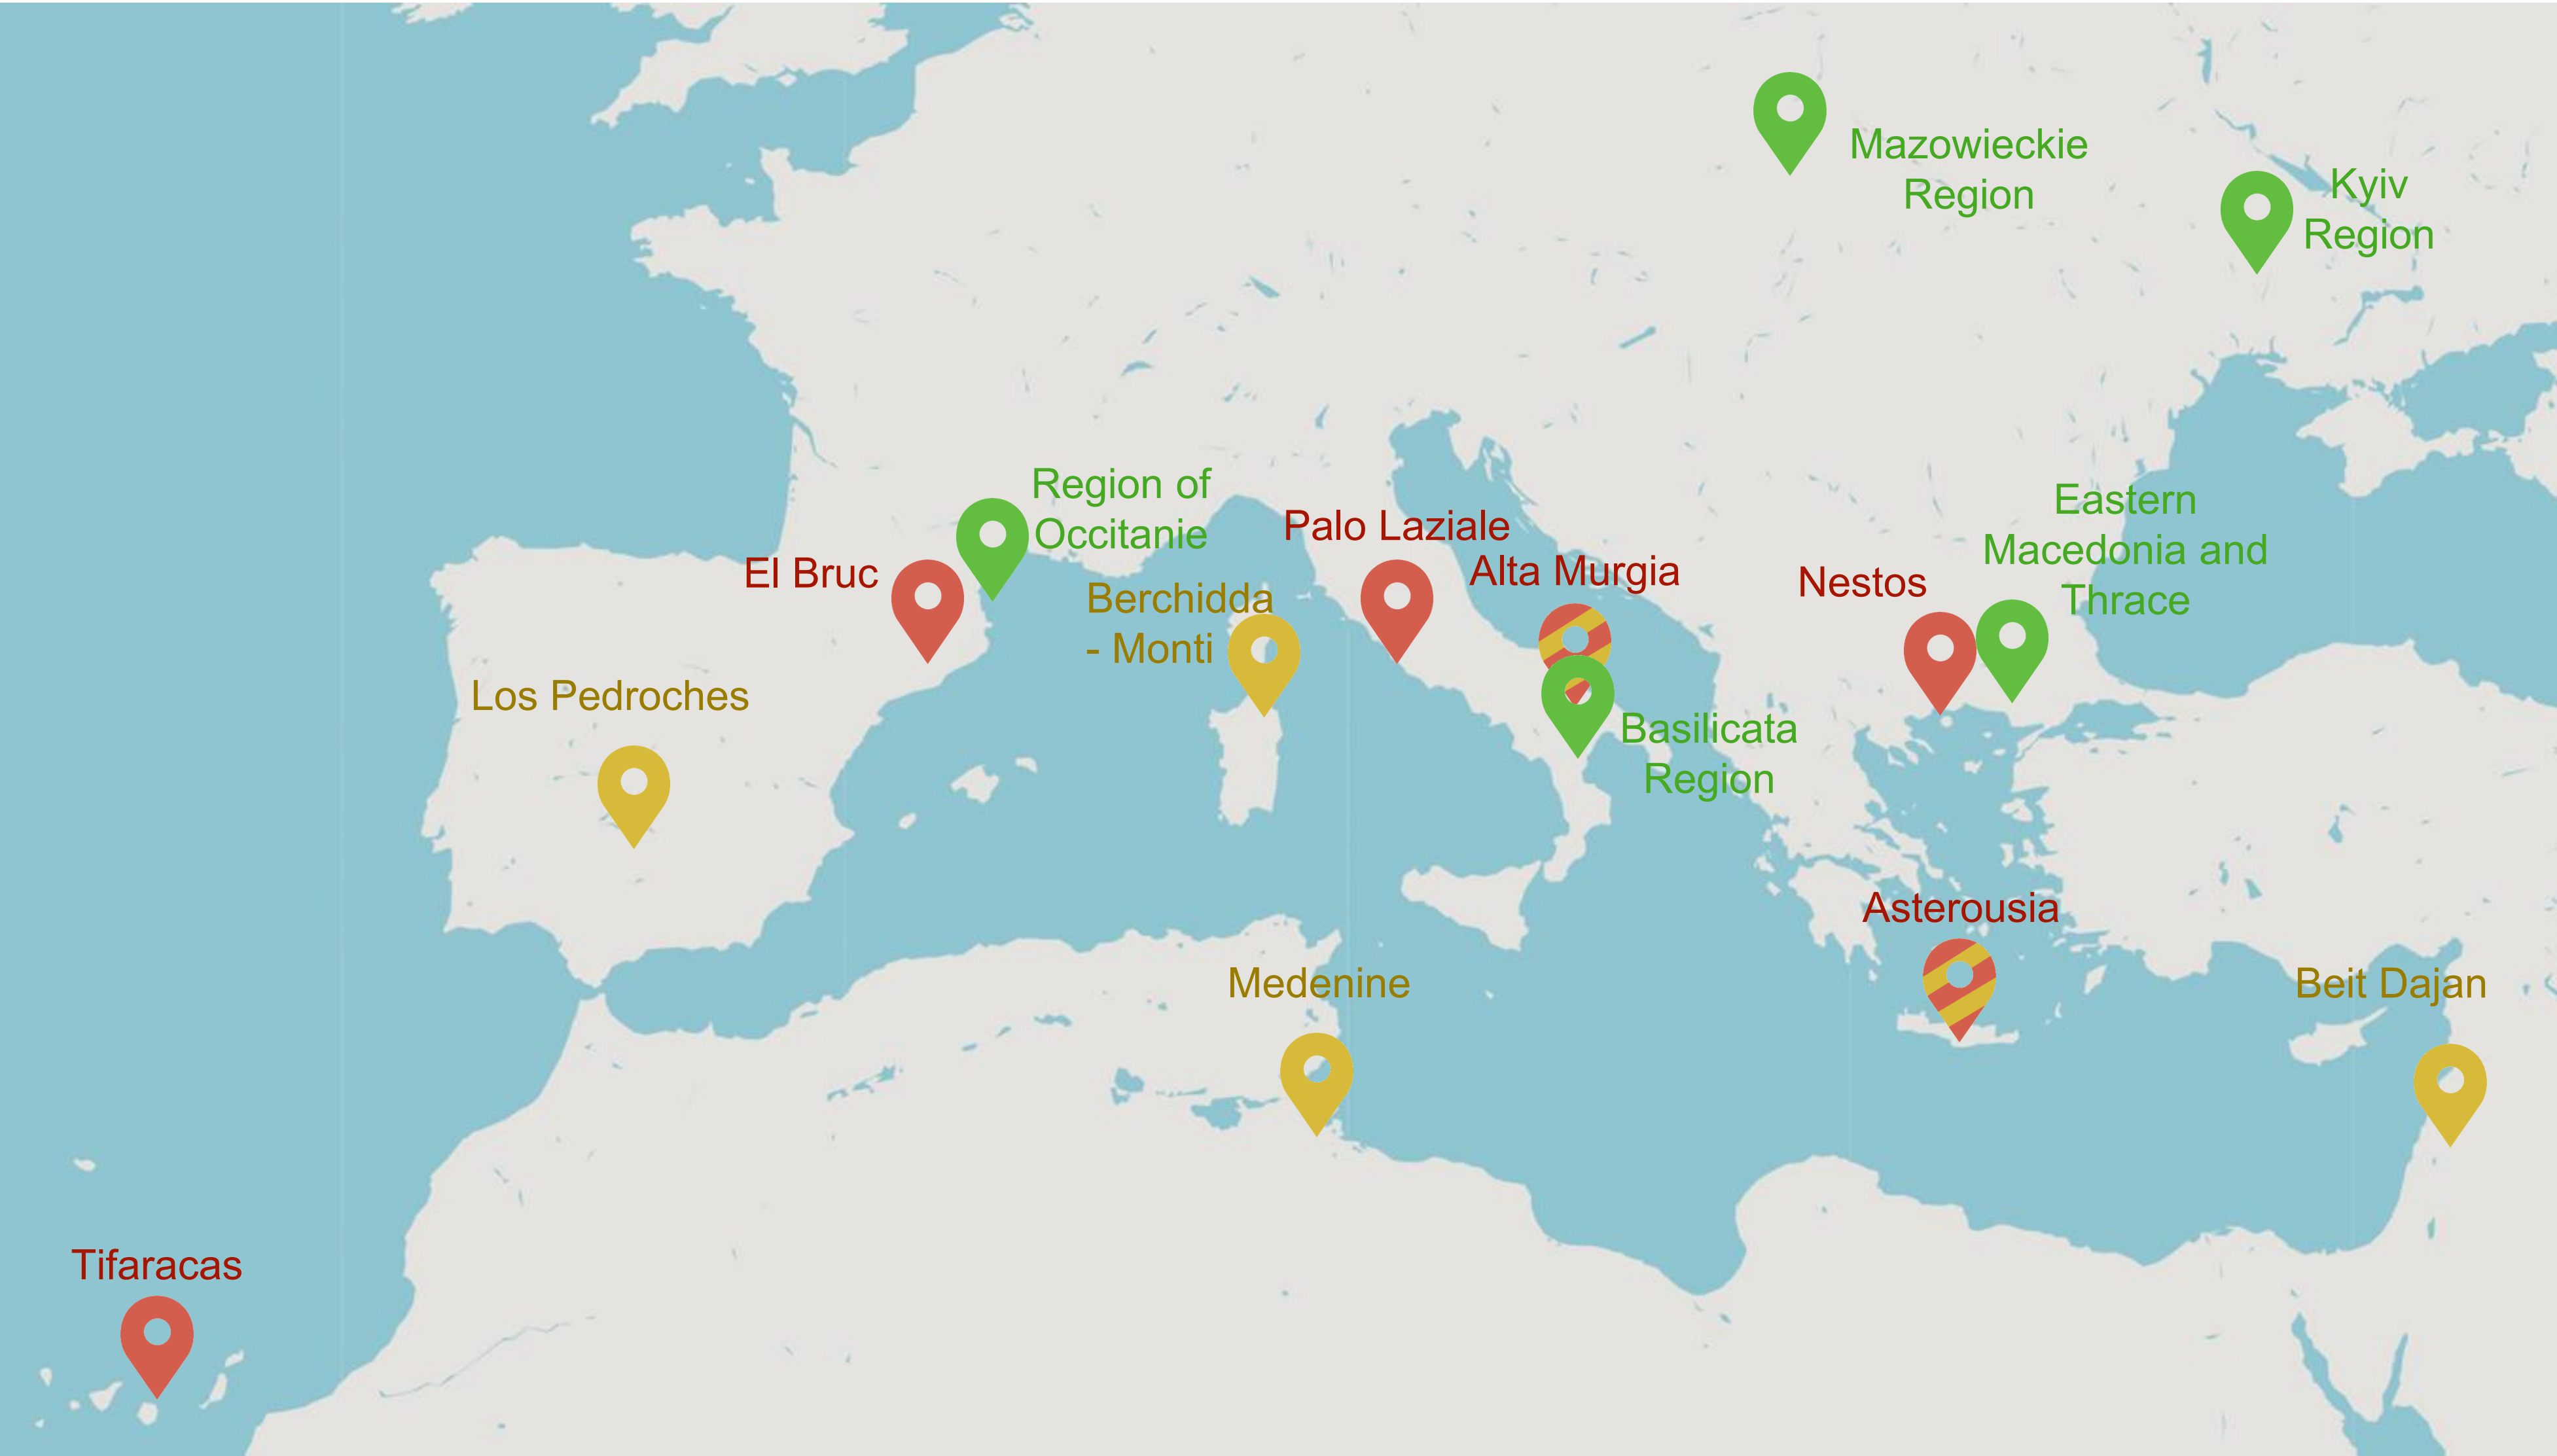 Mazowieckie
Region
Kyiv
Region
Region of
Occitanie
Eastern
Macedonia and
Thrace
Palo Laziale
El Bruc
Alta Murgia
Nestos
Berchidda
- Monti
Los Pedroches
Basilicata
Region
Asterousia
Medenine
Beit Dajan
Tifaracas